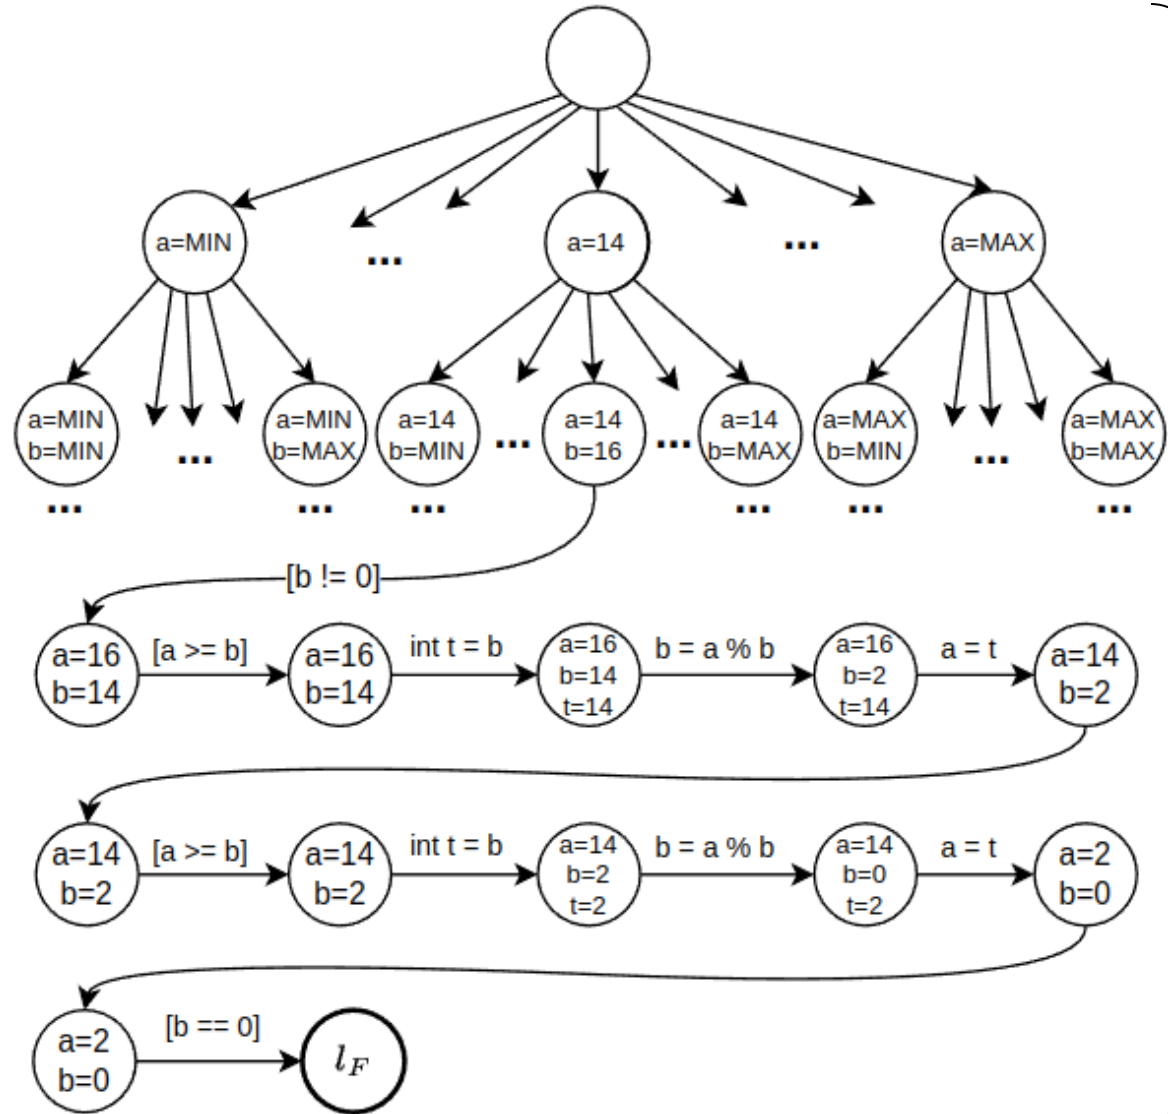 a=MIN
...
a=14
...
a=MAX
a=MIN
b=MIN
...
a=MIN
b=MAX
a=14
b=MIN
...
a=14
b=16
...
a=14
b=MAX
a=MAX
b=MIN
...
a=MAX
b=MAX
...
...
...
...
...
...
[b != 0]
a=16
b=14
[a >= b]
a=16
b=14
int t = b
a=16
b=14
t=14
b = a % b
a=16
b=2
t=14
a = t
a=14
b=2
a=14
b=2
[a >= b]
a=14
b=2
int t = b
a=14
b=2
t=2
b = a % b
a=14
b=0
t=2
a = t
a=2
b=0
a=2
b=0
[b == 0]
l_F